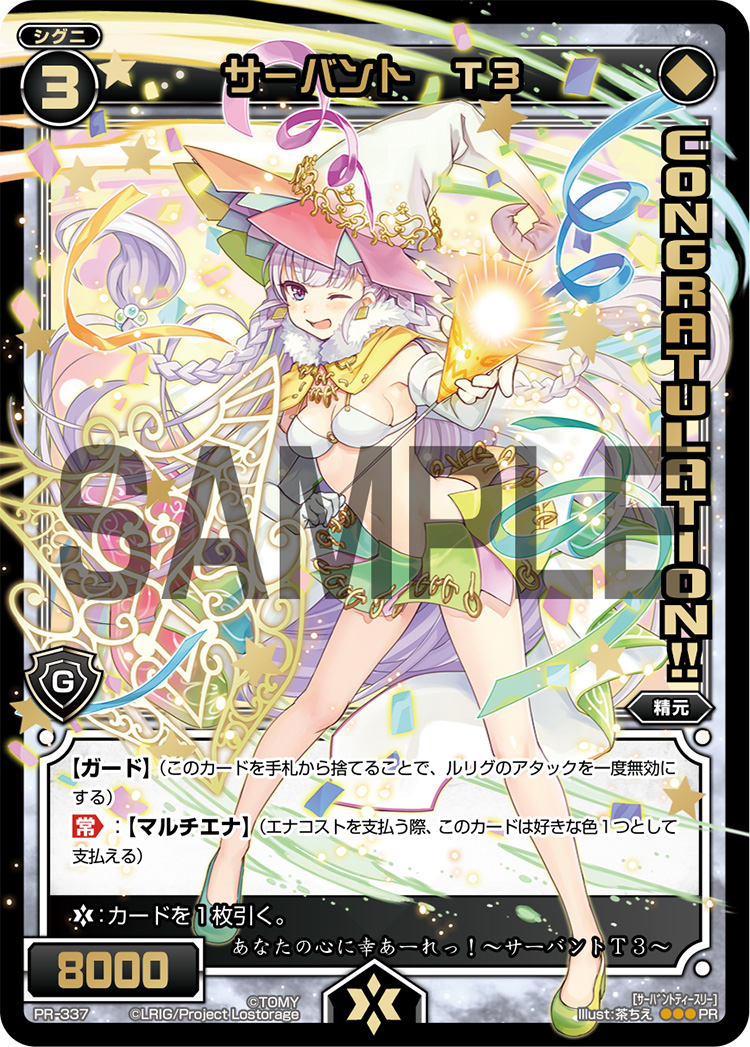 シグニ
3
サーバント T3
CONGRATULATION!!
SAMPLE
G
精元
【ガード】(このカードを手札から捨てることで、ルリグのアタックを一度無効に
する)
常:【マルチエナ】(エナコストを支払う際、このカードは好きな色1つとして
支払える)
:カードを1枚引く。
あなたの心に幸あーれっ!～サーバントT3～
8000
PR-337
©TOMY
©LRIG/Project Lostorage
[サーバントティースリー]
Illust:茶ちえ PR